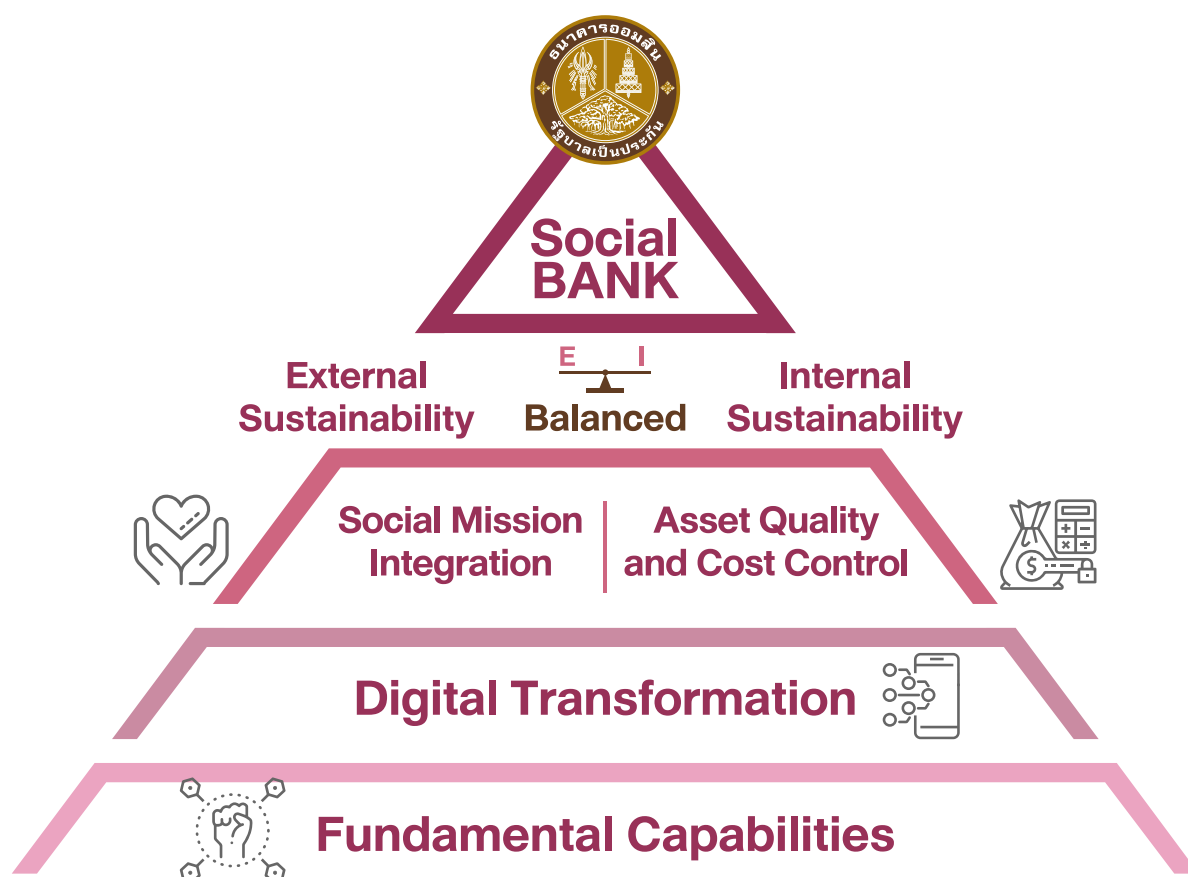 ธนาคารออมสิน
รัฐบาลเป็นประกัน
Social
BANK
External
Sustainability
E I
Balanced
Internal
Sustainability
Social Mission
Integration
Asset Quality
and Cost Control
$
Digital Transformation
Fundamental Capabilities